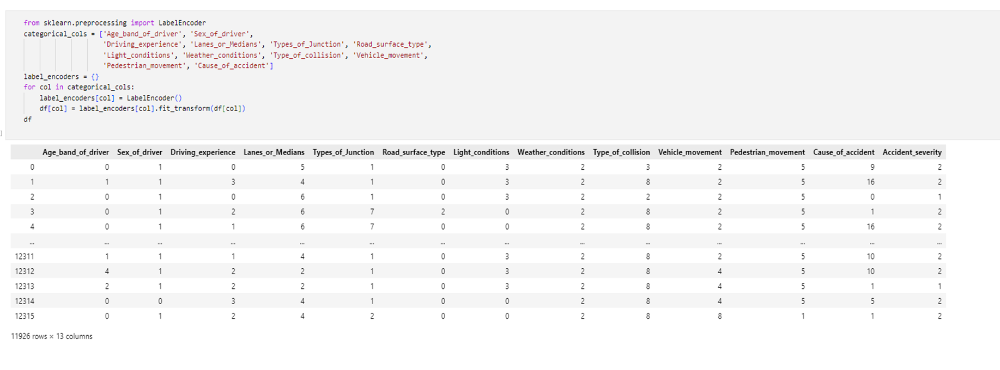 from sklearn.preprocessing import LabelEncoder
categorical_cols = ['Age_band_of_driver', 'Sex_of_driver',
'Driving_experience', 'Lanes_or_Medians', 'Types_of_Junction', 'Road_surface_type',
'Light_conditions', 'Weather_conditions', 'Type_of_collision', 'Vehicle_movement',
'Pedestrian_movement', 'Cause_of_accident']
label_encoders = {}
for col in categorical_cols:
label_encoders[col] = LabelEncoder()
df[col] = label_encoders[col].fit_transform(df[col])
df
]
Age_band_of_driver Sex_of_driver Driving_experience Lanes_or_Medians Types_of_Junction Road_surface_type Light_conditions Weather_conditions Type_of_collision Vehicle_movement Pedestrian_movement Cause_of_accident Accident_severity
0 0 1 0 5 1 0 3 2 3 2 5 9 2
1 1 1 3 4 1 0 3 2 8 2 5 16 2
2 0 1 0 6 1 0 3 2 2 2 5 0 1
3 0 1 2 6 7 2 0 2 8 2 5 1 2
4 0 1 1 6 7 0 0 2 8 2 5 16 2
... ... ... ... ... ... ... ... ... ... ... ... ... ...
12311 1 1 1 4 1 0 3 2 8 2 5 10 2
12312 4 1 2 2 1 0 3 2 8 4 5 10 2
12313 2 1 2 2 1 0 3 2 8 4 5 1 1
12314 0 0 3 4 1 0 0 2 8 4 5 5 2
12315 0 1 2 4 2 0 0 2 8 8 1 1 2
11926 rows × 13 columns